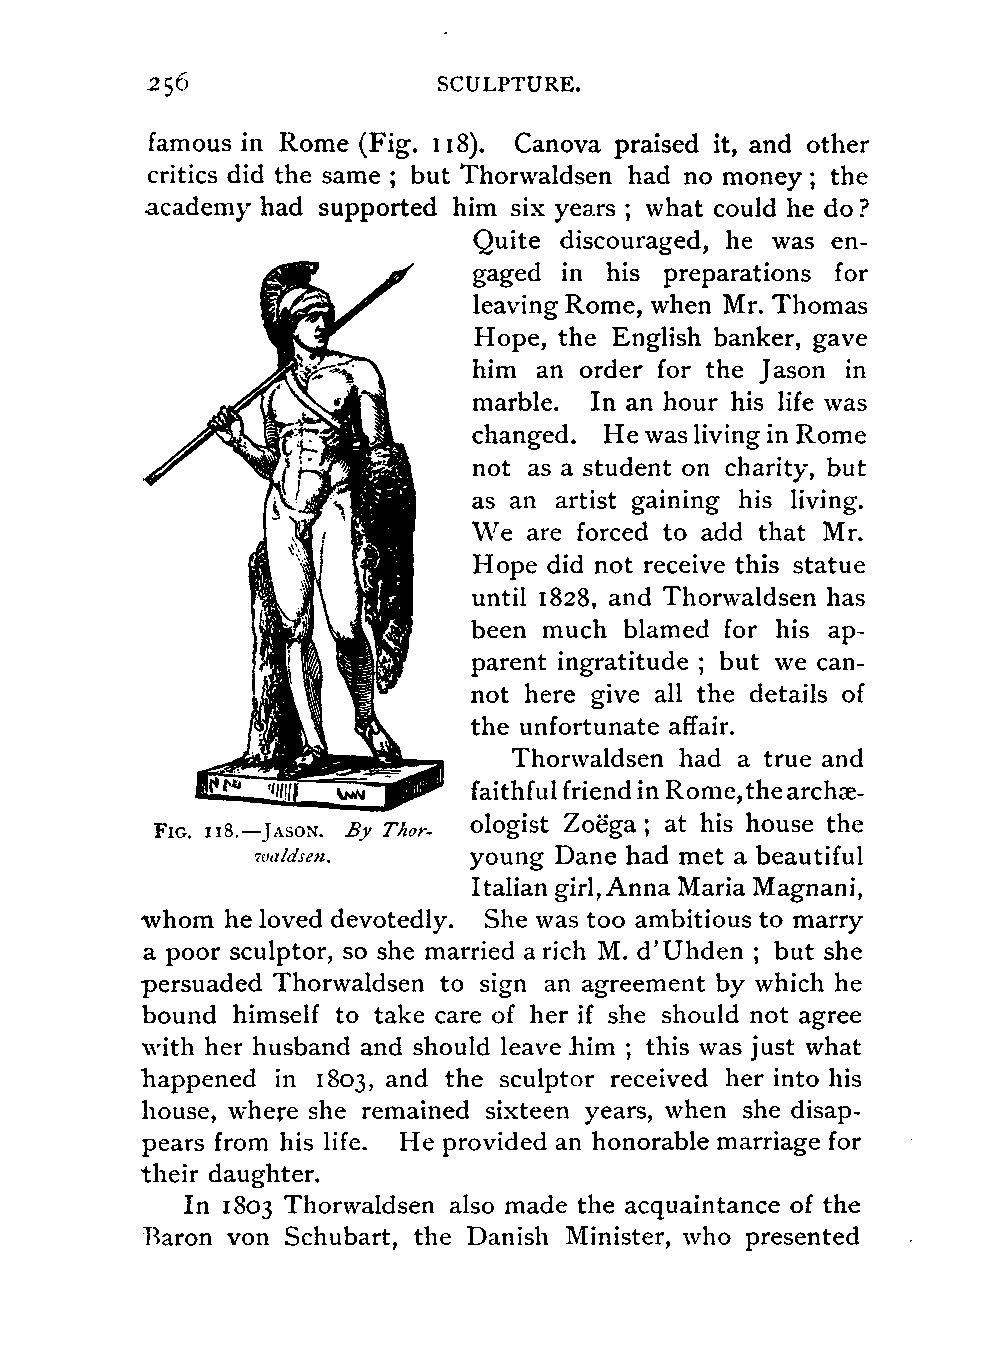 256 SCULPTURE.
famous in Rome (Fig. 118). Canova praised it, and other
critics did the same ; but Thorwaldsen had no money ; the
academy had supported him six years ; what could he do ?
Quite discouraged, he was en-
gaged in his preparations for
leaving Rome, when Mr. Thomas
Hope, the English banker, gave
him an order for the Jason in
marble. In an hour his life was
changed. He was living in Rome
not as a student on charity, but
as an artist gaining his living.
We are forced to add that Mr.
Hope did not receive this statue
until 1828, and Thorwaldsen has
been much blamed for his ap-
parent ingratitude ; but we can-
not here give all the details of
the unfortunate affair.
Thorwaldsen had a true and
faithful friend in Rome, the archæ-
ologist Zoëga ; at his house the
young Dane had met a beautiful
Italian girl, Anna Maria Magnani,
FIG. 118.—JASON. By Thor-
waldsen.
whom he loved devotedly. She was too ambitious to marry
a poor sculptor, so she married a rich M. d'Uhden ; but she
persuaded Thorwaldsen to sign an agreement by which he
bound himself to take care of her if she should not agree
with her husband and should leave him ; this was just what
happened in 1803, and the sculptor received her into his
house, where she remained sixteen years, when she disap-
pears from his life. He provided an honorable marriage for
their daughter.
In 1803 Thorwaldsen also made the acquaintance of the
Baron von Schubart, the Danish Minister, who presented